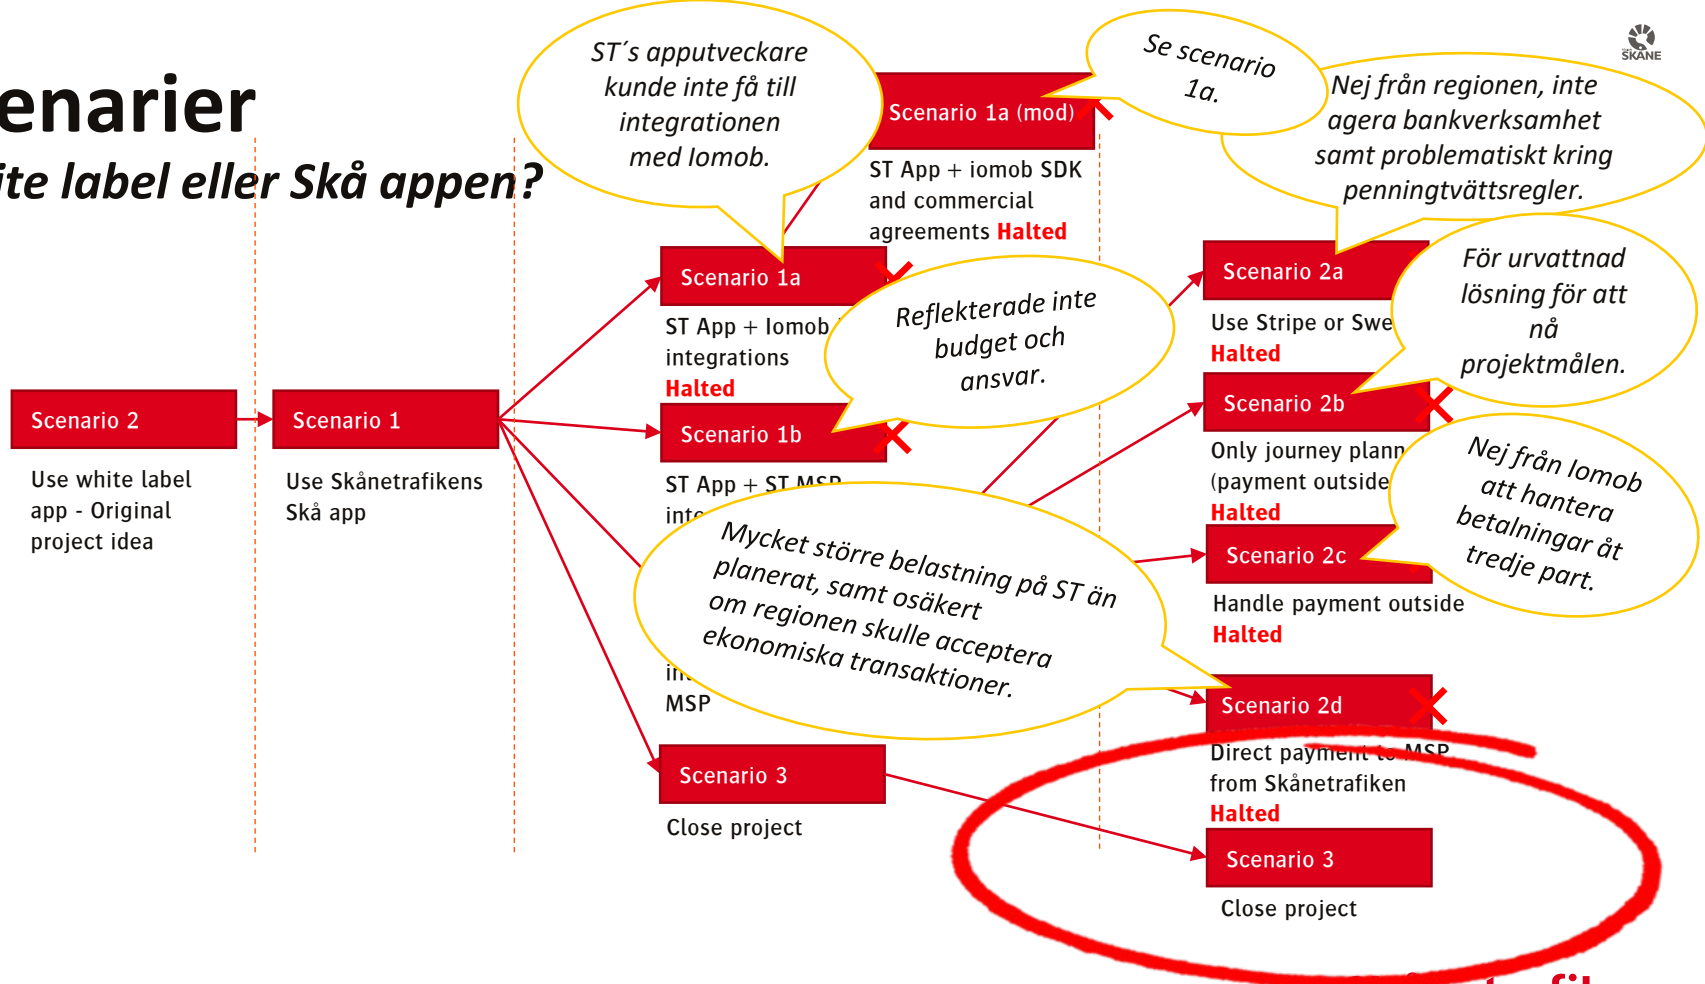 enarier
ite label eller Skå appen?
SKÅNE
ST´s apputveckare
kunde inte få till
integrationen
med Iomob.
Scenario 1a (mod)
ST App + iomob SDK
and commercial
agreements Halted
Se scenario
1a.
Nej från regionen, inte
agera bankverksamhet
samt problematiskt kring
penningtvättsregler.
Scenario 1a
ST App + Iomob
integrations
Halted
Reflekterade inte
budget och
ansvar.
Scenario 2a
Use Stripe or Swe
Halted
För urvattnad
lösning för att
nå
projektmålen.
Scenario 2
Use white label
app - Original
project idea
Scenario 1
Use Skånetrafikens
Skå app
Scenario 1b
ST App + ST MSP
inte
Scenario 2b
Only journey plann
(payment outside
Halted
Nej från Iomob
att hantera
betalningar åt
tredje part.
Mycket större belastning på ST än
planerat, samt osäkert
om regionen skulle acceptera
ekonomiska transaktioner.
MSP
Scenario 2c
Handle payment outside
Halted
Scenario 2d
Direct payment to MSP
from Skånetrafiken
Halted
Scenario 3
Close project
Scenario 3
Close project